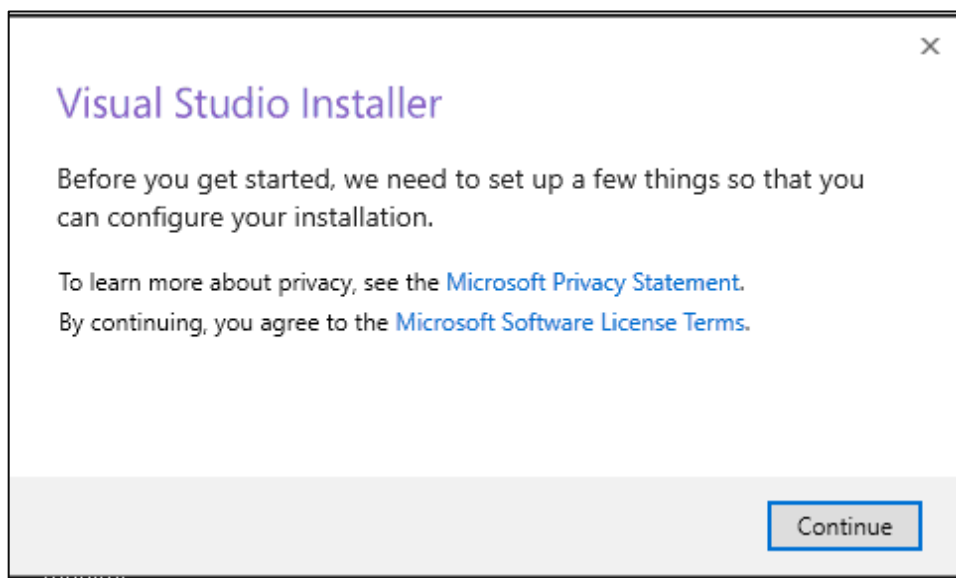 Visual Studio Installer
Before you get started, we need to set up a few things so that you
can configure your installation.
To learn more about privacy, see the Microsoft Privacy Statement.
By continuing, you agree to the Microsoft Software License Terms.
Continue